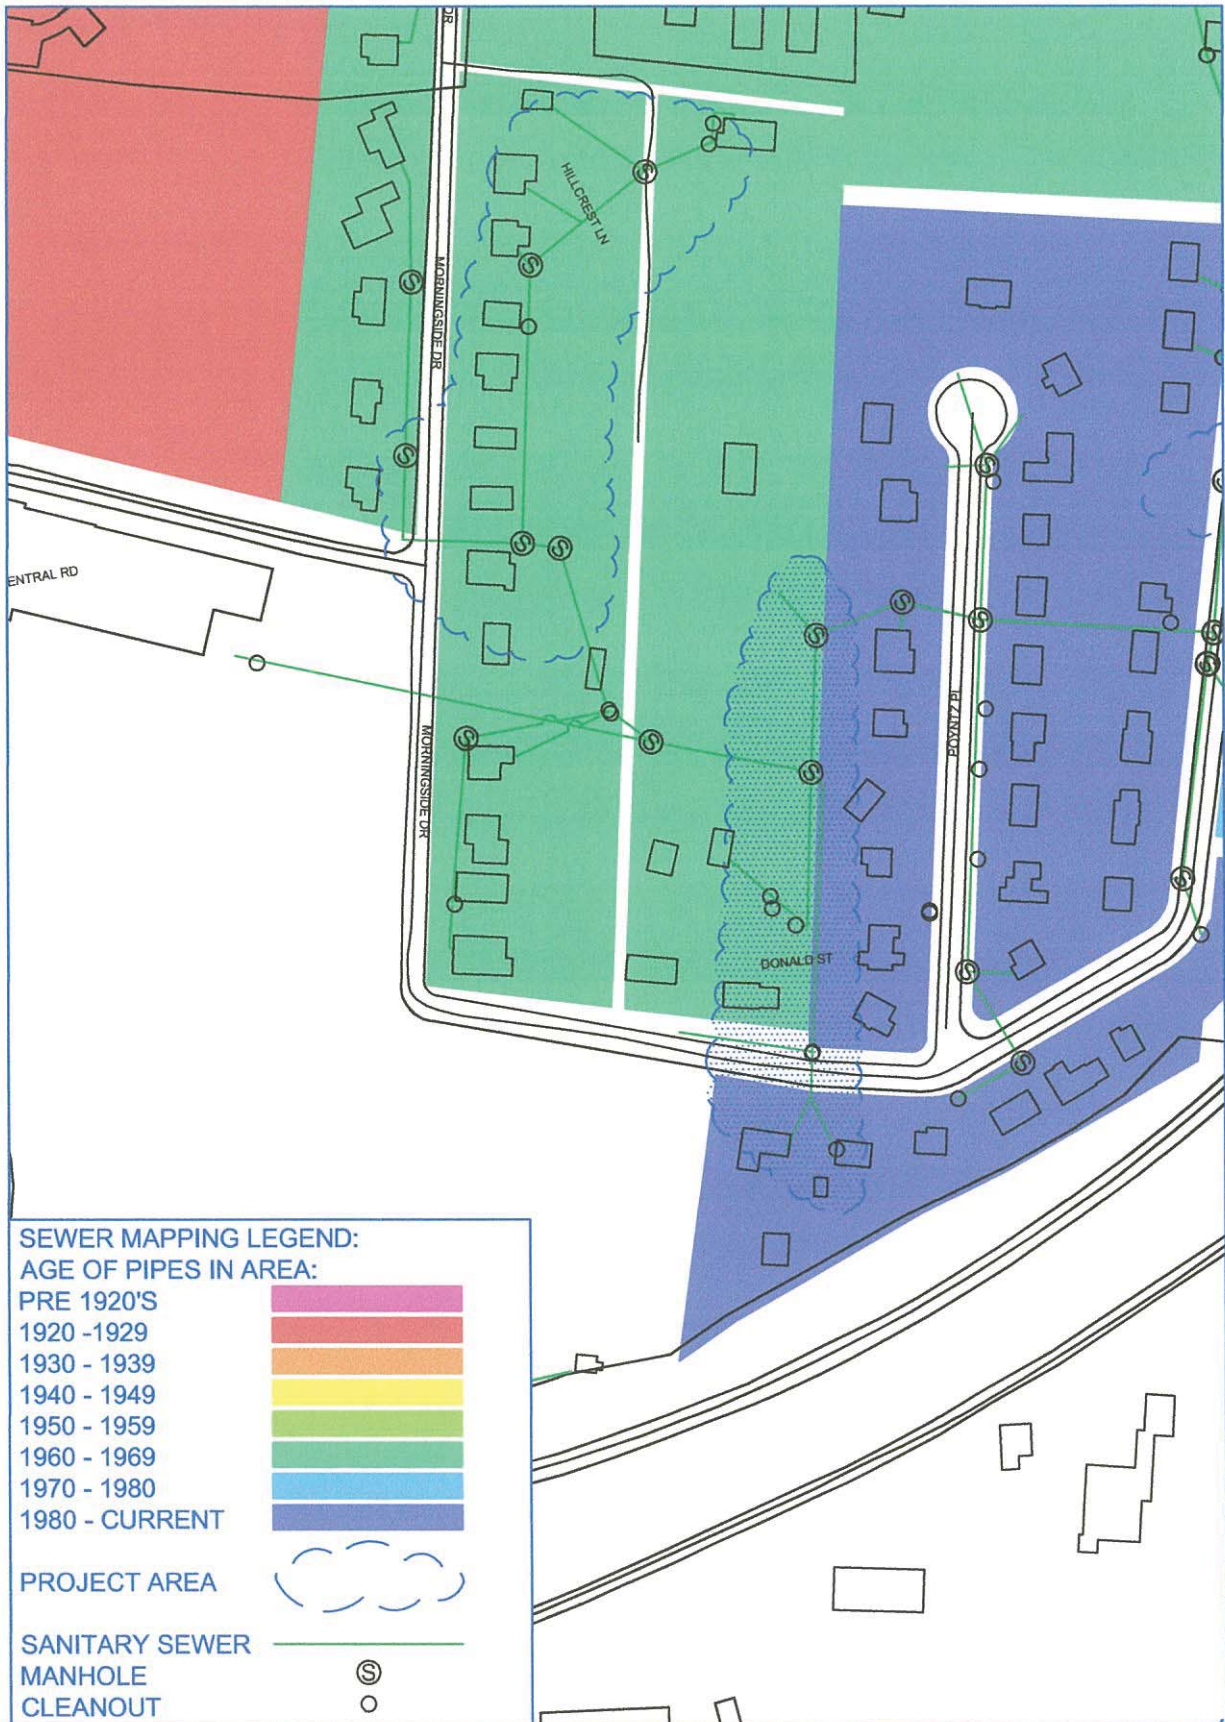 DR
HILLCREST LN
MORNINGSIDE DR
ENTRAL RD
POYNTZ PL
MORNINGSIDE DR
DONALD ST
SEWER MAPPING LEGEND:
AGE OF PIPES IN AREA:
PRE 1920'S
1920 -1929
1930 - 1939
1940 - 1949
1950 - 1959
1960 - 1969
1970 - 1980
1980 - CURRENT
PROJECT AREA
SANITARY SEWER
MANHOLE S
CLEANOUT